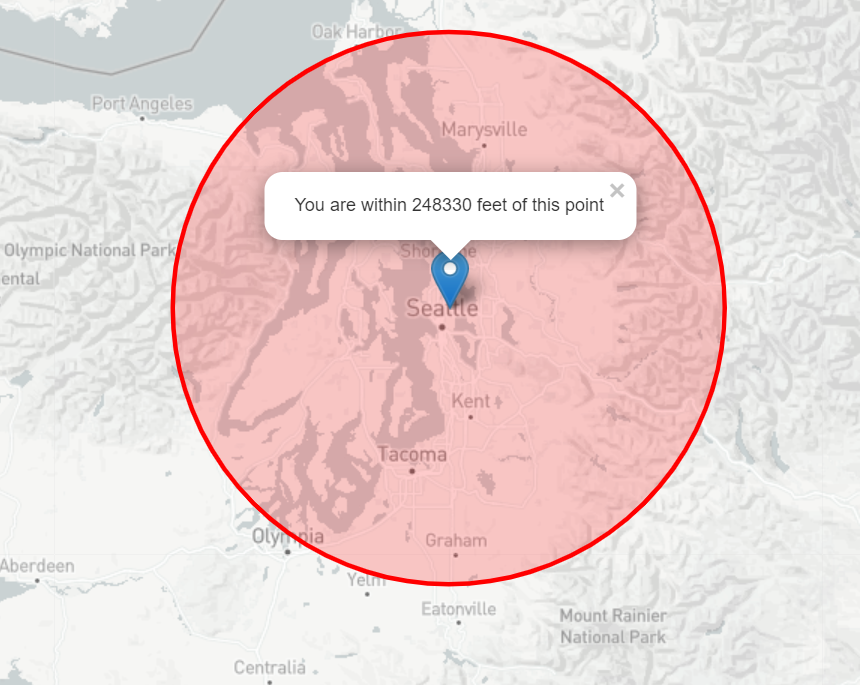 Oak Harbor
Port Angeles
Marysville
×
You are within 248330 feet of this point
Olympic National Park
ental
Seattle
Kent
Tacoma
Olympia
Graham
Aberdeen
Yelm
Eatonville
Mount Rainier
National Park
Centralia